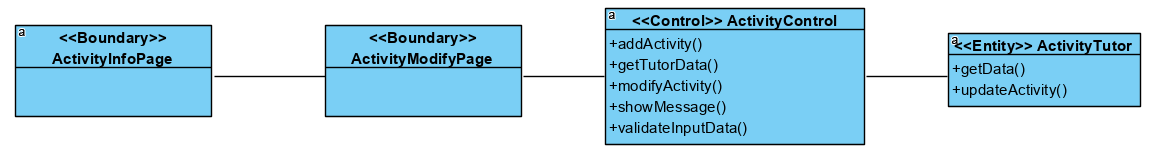 a
<<Boundary>>
ActivityInfoPage
<<Boundary>>
ActivityModifyPage
a
<<Control>> ActivityControl
+addActivity()
+getTutorData()
+modifyActivity()
+showMessage()
+validateInputData()
a
<<Entity>> ActivityTutor
+getData()
+updateActivity()